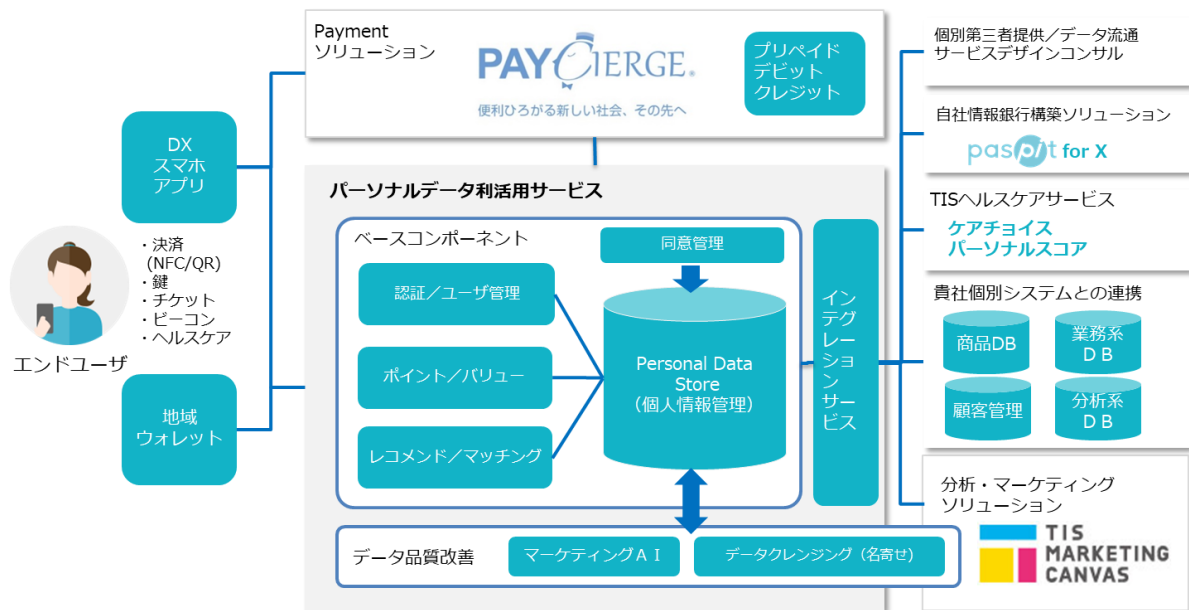 Payment
ソリューション
PAYCIERGE®
便利ひろがる新しい社会、その先へ
プリペイド
デビット
クレジット
DX
スマホ
アプリ
・決済
(NFC/QR)
・鍵
・チケット
・ビーコン
・ヘルスケア
エンドユーザ
地域
ウォレット
パーソナルデータ利活用サービス
ベースコンポーネント
同意管理
認証／ユーザ管理
ポイント／バリュー
レコメンド／マッチング
Personal Data
Store
（個人情報管理）
インテグレーションサービス
データ品質改善
マーケティングＡＩ
データクレンジング（名寄せ）
個別第三者提供／データ流通
サービスデザインコンサル
自社情報銀行構築ソリューション
paspit for X
TISヘルスケアサービス
ケアチョイス
パーソナルスコア
貴社個別システムとの連携
商品DB
業務系
ＤＢ
顧客管理
分析系
ＤＢ
分析・マーケティング
ソリューション
TIS
MARKETING
CANVAS